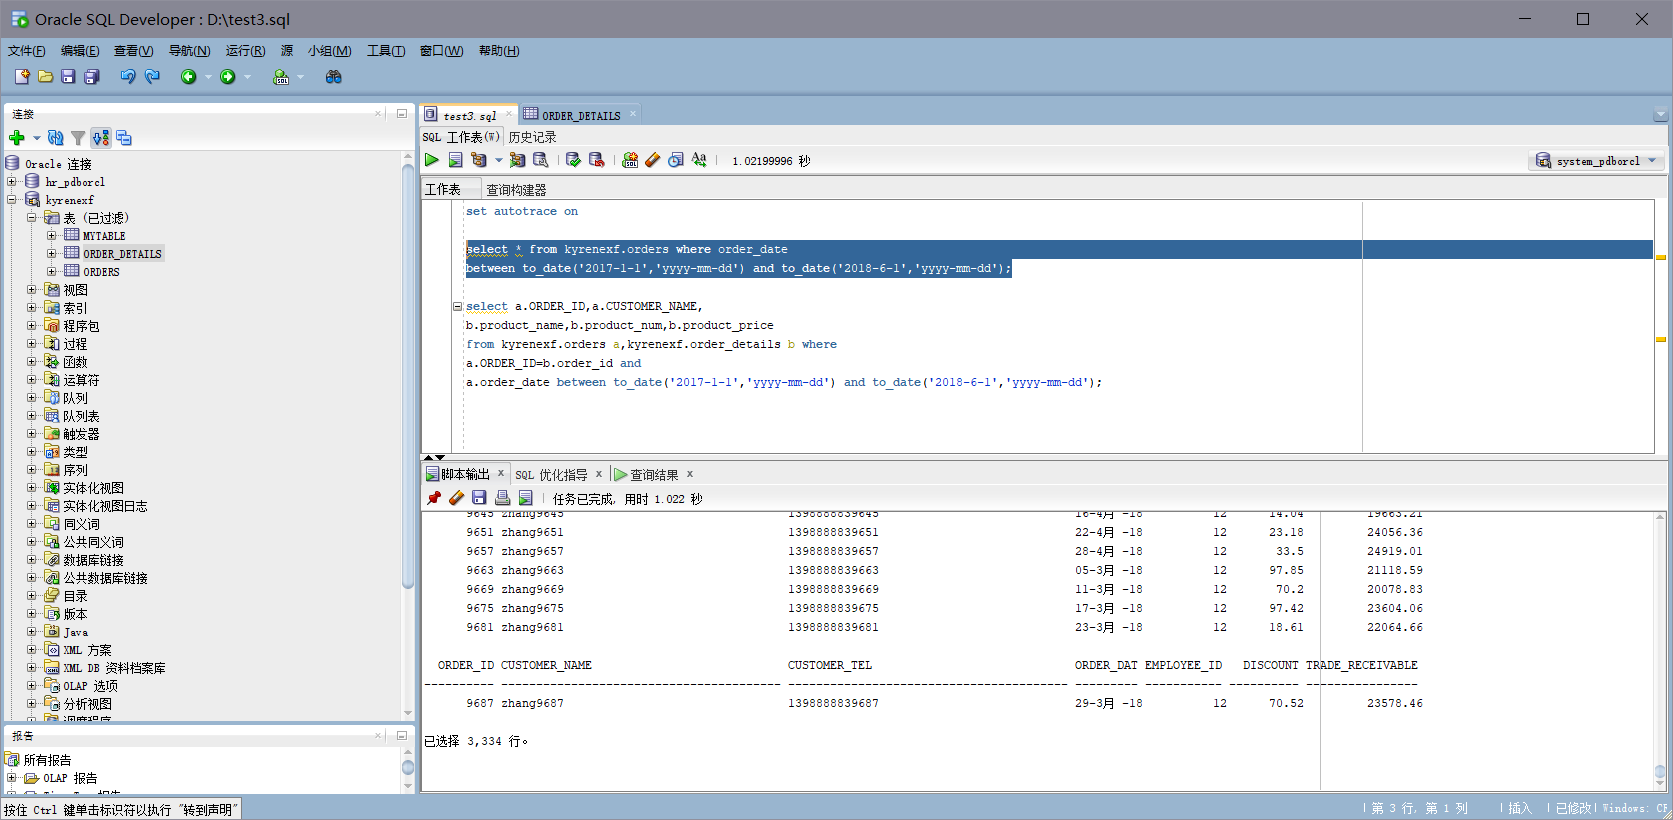 Oracle SQL Developer : D:\test3.sql
文件(F) 编辑(E) 查看(V) 导航(N) 运行(R) 源 小组(M) 工具(T) 窗口(W) 帮助(H)
连接
Oracle 连接
hr_pdborcl
kyrenexf
表 (已过滤)
MYTABLE
ORDER_DETAILS
ORDERS
视图
索引
程序包
过程
函数
运算符
队列
队列表
触发器
类型
序列
实体化视图
实体化视图日志
同义词
公共同义词
数据库链接
公共数据库链接
目录
版本
Java
XML 方案
XML DB 资料档案库
OLAP 选项
分析视图
调度程序
报告
所有报告
OLAP 报告
test3.sql ORDER_DETAILS
SQL 工作表(W) 历史记录
1.02199996 秒
system_pdborcl
工作表 查询构建器
set autotrace on
select * from kyrenexf.orders where order_date
between to_date('2017-1-1','yyyy-mm-dd') and to_date('2018-6-1','yyyy-mm-dd');
select a.ORDER_ID,a.CUSTOMER_NAME,
b.product_name,b.product_num,b.product_price
from kyrenexf.orders a,kyrenexf.order_details b where
a.ORDER_ID=b.order_id and
a.order_date between to_date('2017-1-1','yyyy-mm-dd') and to_date('2018-6-1','yyyy-mm-dd');
脚本输出 SQL 优化指导 查询结果
任务已完成, 用时 1.022 秒
9645 zhang9645 1398888839645 16-4月 -18 12 14.04 19663.21
9651 zhang9651 1398888839651 22-4月 -18 12 23.18 24056.36
9657 zhang9657 1398888839657 28-4月 -18 12 33.5 24919.01
9663 zhang9663 1398888839663 05-3月 -18 12 97.85 21118.59
9669 zhang9669 1398888839669 11-3月 -18 12 70.2 20078.83
9675 zhang9675 1398888839675 17-3月 -18 12 97.42 23604.06
9681 zhang9681 1398888839681 23-3月 -18 12 18.61 22064.66
ORDER_ID CUSTOMER_NAME CUSTOMER_TEL ORDER_DAT EMPLOYEE_ID DISCOUNT TRADE_RECEIVABLE
---------- ---------------------------------------- ---------------------------------------- --------- ----------- ---------- ----------------
9687 zhang9687 1398888839687 29-3月 -18 12 70.52 23578.46
已选择 3,334 行。
按住 Ctrl 键单击标识符以执行 "转到声明"
第 3 行, 第 1 列 插入 已修改 Windows: CF